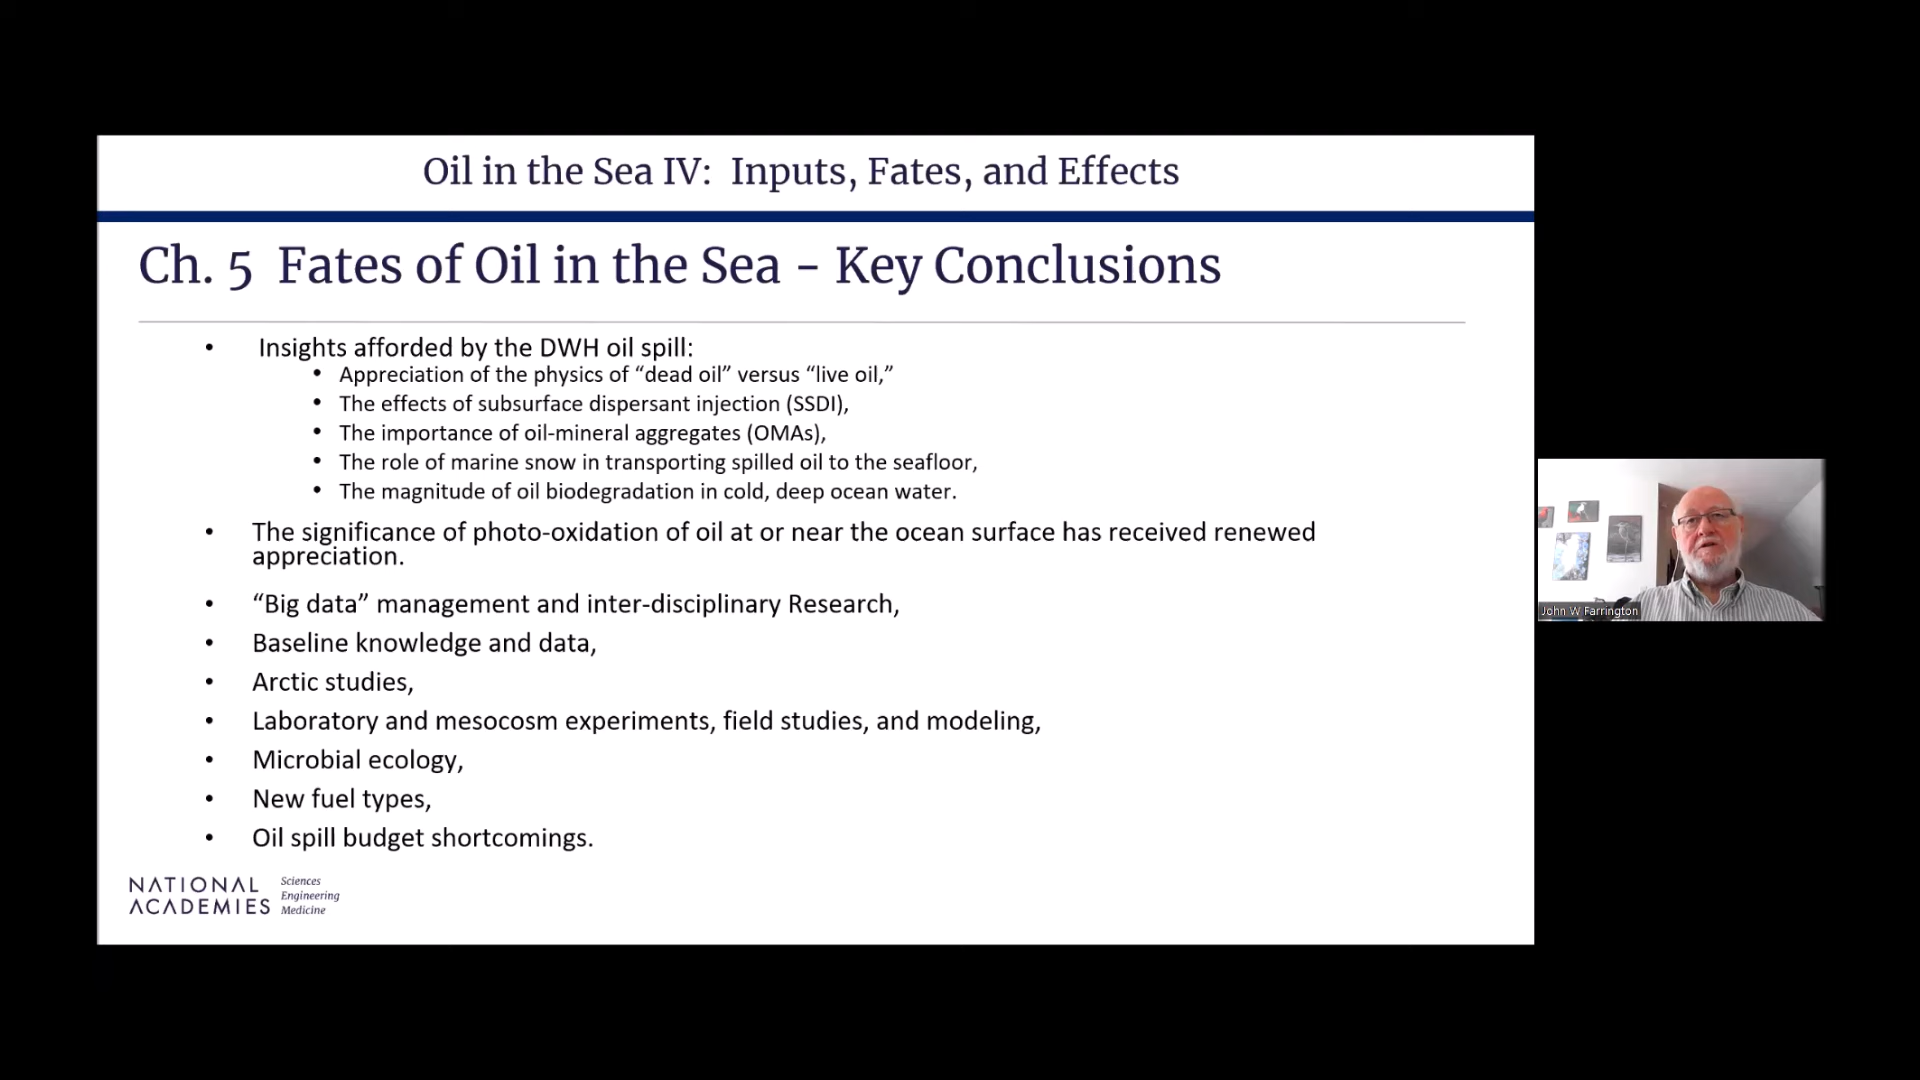 Oil in the Sea IV: Inputs, Fates, and Effects
Ch. 5 Fates of Oil in the Sea – Key Conclusions
• Insights afforded by the DWH oil spill:
• Appreciation of the physics of “dead oil” versus “live oil,”
• The effects of subsurface dispersant injection (SSDI),
• The importance of oil-mineral aggregates (OMAs),
• The role of marine snow in transporting spilled oil to the seafloor,
• The magnitude of oil biodegradation in cold, deep ocean water.
• The significance of photo-oxidation of oil at or near the ocean surface has received renewed
appreciation.
• “Big data” management and inter-disciplinary Research,
• Baseline knowledge and data,
• Arctic studies,
• Laboratory and mesocosm experiments, field studies, and modeling,
• Microbial ecology,
• New fuel types,
• Oil spill budget shortcomings.
NATIONAL ACADEMIES
Sciences
Engineering
Medicine
John W Farrington